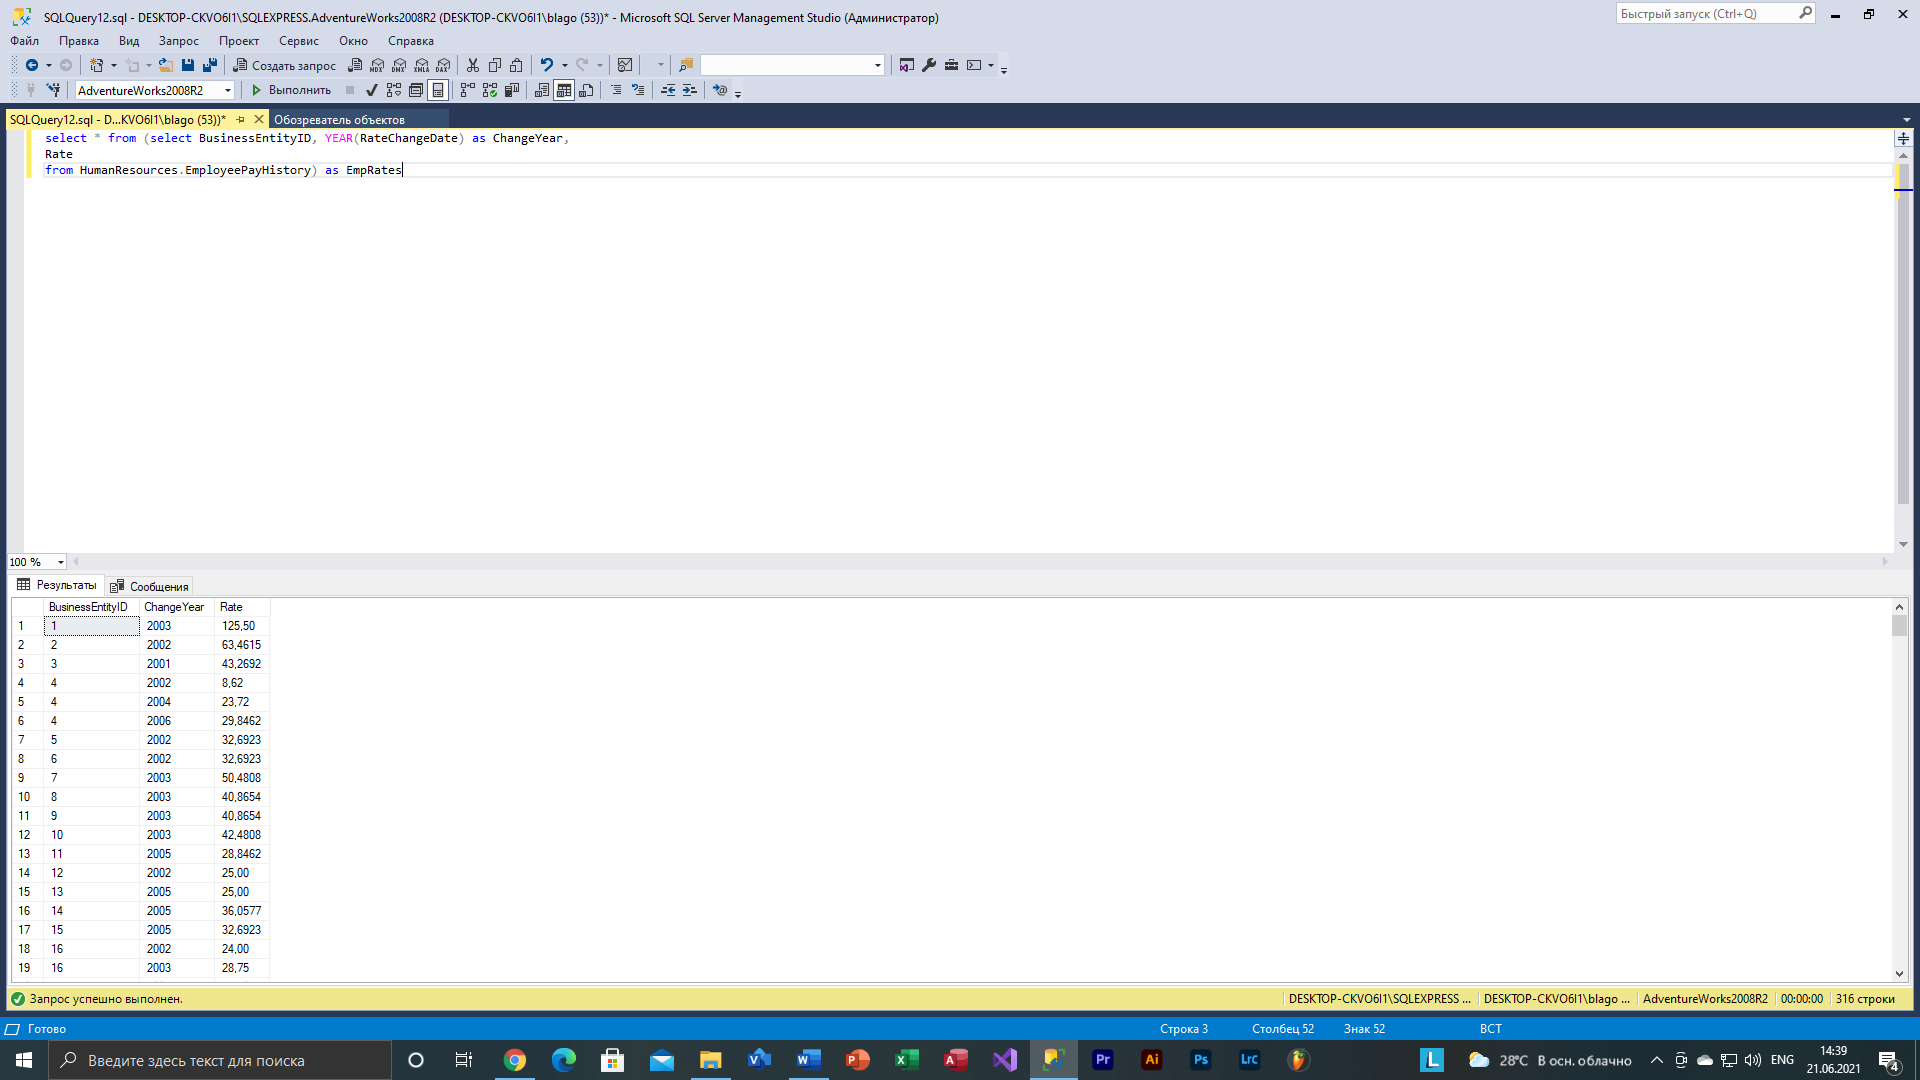 SQLQuery12.sql - DESKTOP-CKVO6I1\SQLEXPRESS.AdventureWorks2008R2 (DESKTOP-CKVO6I1\blago (53))* - Microsoft SQL Server Management Studio (Администратор)
Быстрый запуск (Ctrl+Q)
Файл Правка Вид Запрос Проект Сервис Окно Справка
Создать запрос MDX DMX XMLA DAX
AdventureWorks2008R2 Выполнить
SQLQuery12.sql - D...KVO6I1\blago (53))* Обозреватель объектов
select * from (select BusinessEntityID, YEAR(RateChangeDate) as ChangeYear,
Rate
from HumanResources.EmployeePayHistory) as EmpRates
100 %
Результаты Сообщения
BusinessEntityID ChangeYear Rate
1 1 2003 125,50
2 2 2002 63,4615
3 3 2001 43,2692
4 4 2002 8,62
5 4 2004 23,72
6 4 2006 29,8462
7 5 2002 32,6923
8 6 2002 32,6923
9 7 2003 50,4808
10 8 2003 40,8654
11 9 2003 40,8654
12 10 2003 42,4808
13 11 2005 28,8462
14 12 2002 25,00
15 13 2005 25,00
16 14 2005 36,0577
17 15 2005 32,6923
18 16 2002 24,00
19 16 2003 28,75
Запрос успешно выполнен. DESKTOP-CKVO6I1\SQLEXPRESS ... DESKTOP-CKVO6I1\blago ... AdventureWorks2008R2 00:00:00 316 строки
Готово Строка 3 Столбец 52 Знак 52 ВСТ
Введите здесь текст для поиска Pr Ai Ps Lrc L 28°C В осн. облачно ENG 14:39
21.06.2021 4